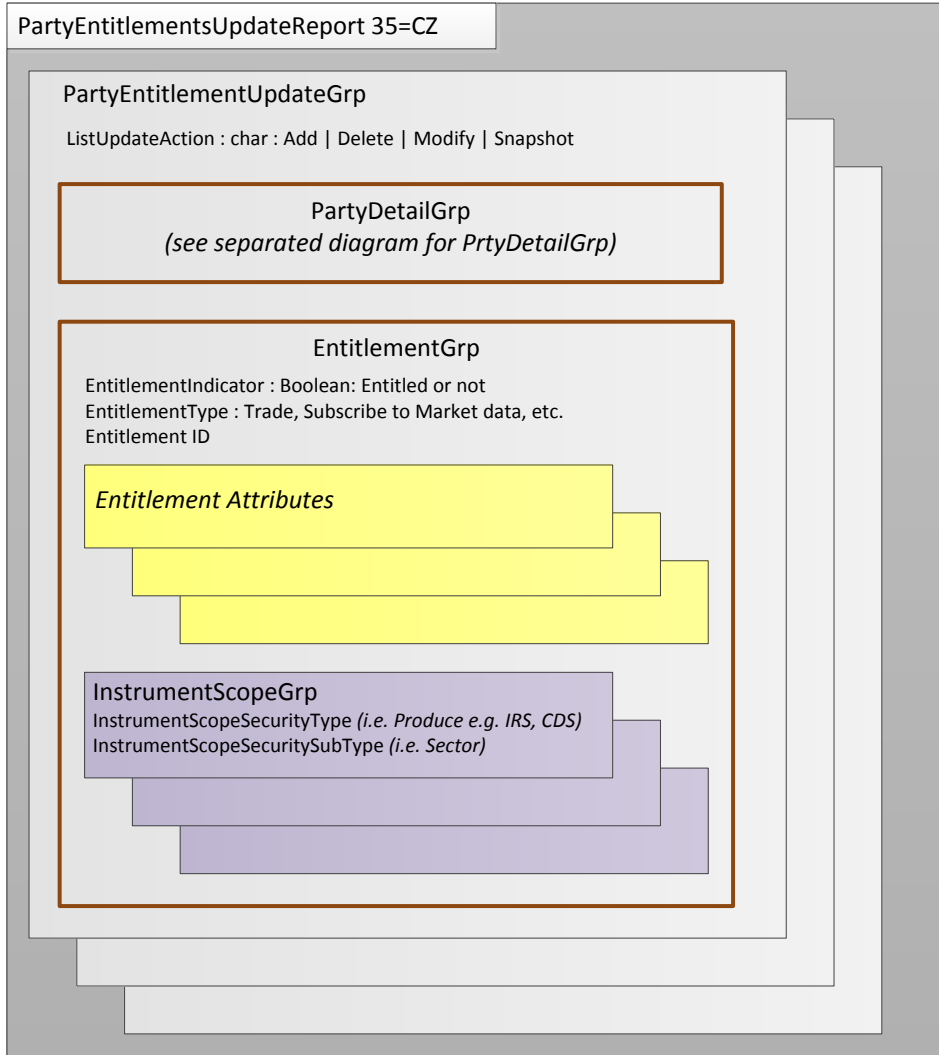 PartyEntitlementsUpdateReport 35=CZ
PartyEntitlementUpdateGrp
ListUpdateAction : char : Add | Delete | Modify | Snapshot
PartyDetailGrp
(see separated diagram for PrtyDetailGrp)
EntitlementGrp
EntitlementIndicator : Boolean: Entitled or not
EntitlementType : Trade, Subscribe to Market data, etc.
Entitlement ID
Entitlement Attributes
InstrumentScopeGrp
InstrumentScopeSecurityType (i.e. Produce e.g. IRS, CDS)
InstrumentScopeSecuritySubType (i.e. Sector)